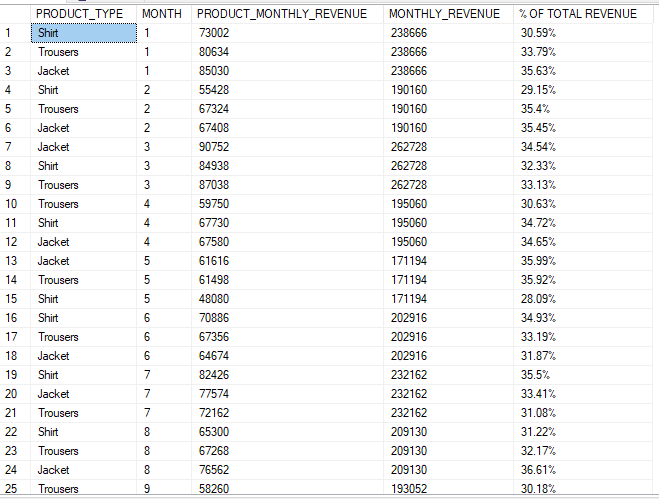 PRODUCT_TYPE MONTH PRODUCT_MONTHLY_REVENUE MONTHLY_REVENUE % OF TOTAL REVENUE
1 Shirt 1 73002 238666 30.59%
2 Trousers 1 80634 238666 33.79%
3 Jacket 1 85030 238666 35.63%
4 Shirt 2 55428 190160 29.15%
5 Trousers 2 67324 190160 35.4%
6 Jacket 2 67408 190160 35.45%
7 Jacket 3 90752 262728 34.54%
8 Shirt 3 84938 262728 32.33%
9 Trousers 3 87038 262728 33.13%
10 Trousers 4 59750 195060 30.63%
11 Shirt 4 67730 195060 34.72%
12 Jacket 4 67580 195060 34.65%
13 Jacket 5 61616 171194 35.99%
14 Trousers 5 61498 171194 35.92%
15 Shirt 5 48080 171194 28.09%
16 Shirt 6 70886 202916 34.93%
17 Trousers 6 67356 202916 33.19%
18 Jacket 6 64674 202916 31.87%
19 Shirt 7 82426 232162 35.5%
20 Jacket 7 77574 232162 33.41%
21 Trousers 7 72162 232162 31.08%
22 Shirt 8 65300 209130 31.22%
23 Trousers 8 67268 209130 32.17%
24 Jacket 8 76562 209130 36.61%
25 Trousers 9 58260 193052 30.18%